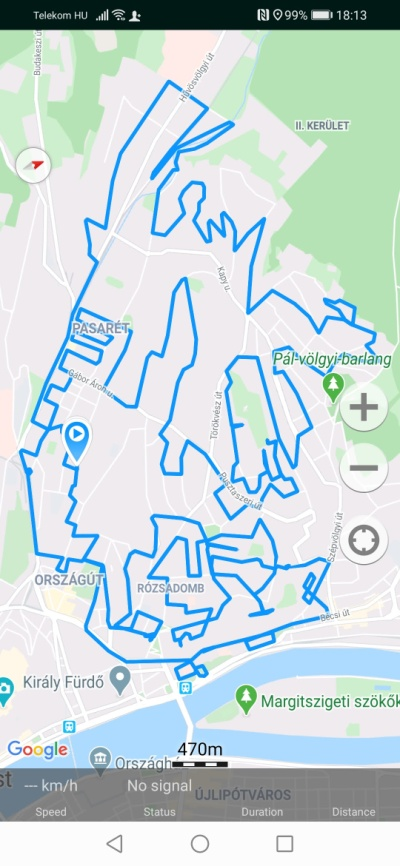 Telekom HU
99% 18:13
Budakeszi út
Hűvösvölgyi út
II. KERÜLET
Kapy u.
PASARÉT
Pál-völgyi-barlang
Gábor Áron u.
Törökvész út
Pusztaszeri út
Szépvölgyi út
ORSZÁGÚT
RÓZSADOMB
Bécsi út
Király Fürdő
Margitszigeti szökők
Google
470m
Országh
st
--- km/h
No signal
ÚJLIPÓTVÁROS
Speed
Status
Duration
Distance